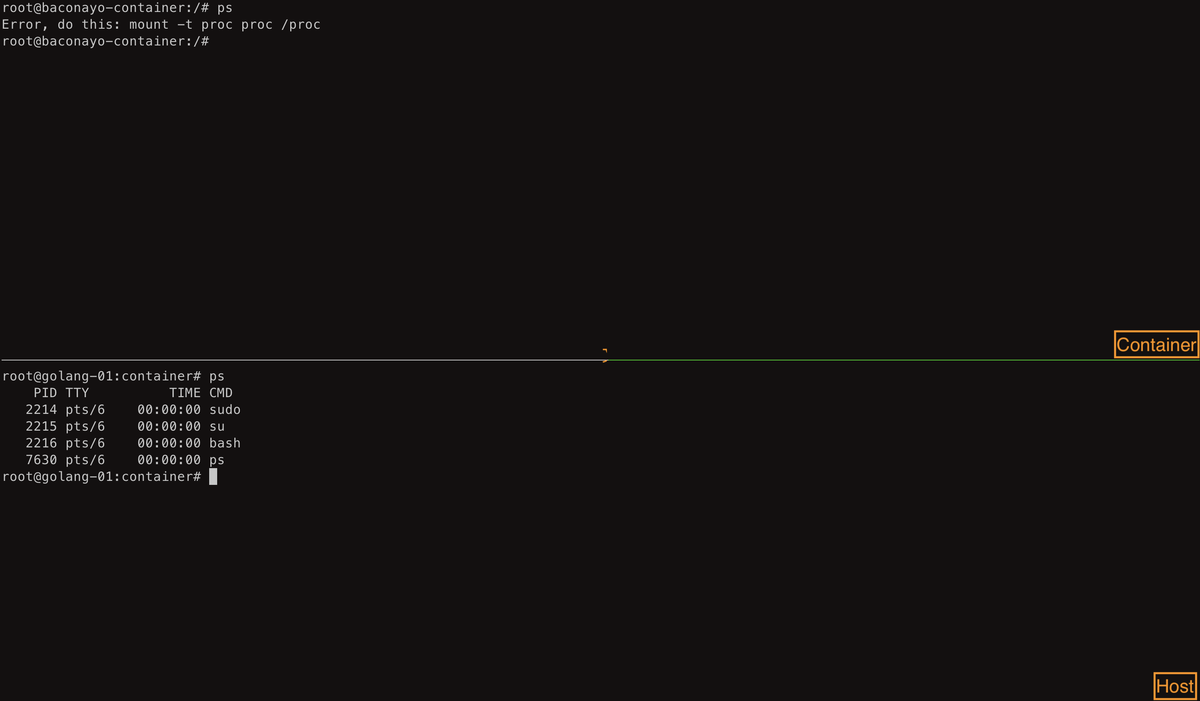 root@baconayo-container:/# ps
Error, do this: mount -t proc proc /proc
root@baconayo-container:/#
Container
root@golang-01:container# ps
    PID TTY          TIME CMD
   2214 pts/6    00:00:00 sudo
   2215 pts/6    00:00:00 su
   2216 pts/6    00:00:00 bash
   7630 pts/6    00:00:00 ps
root@golang-01:container#
Host